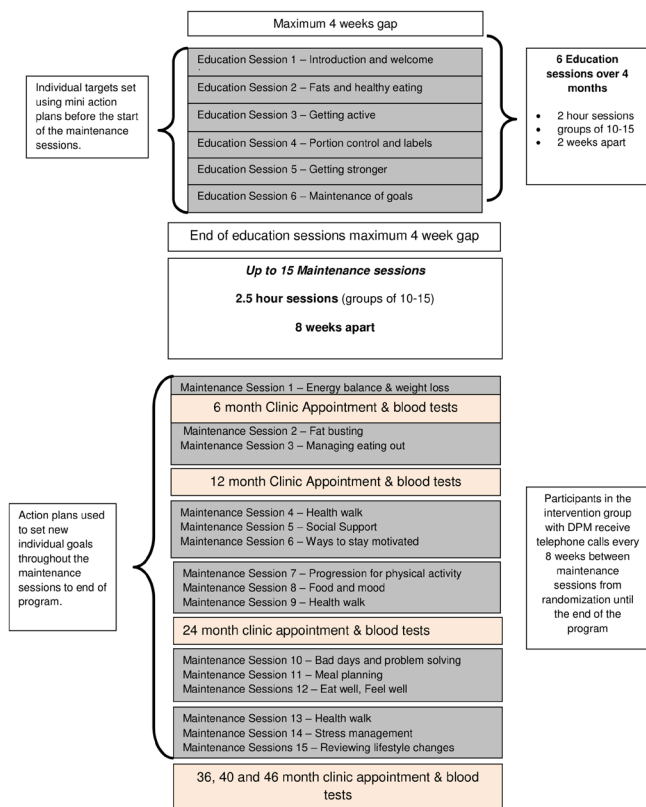 Maximum 4 weeks gap
Education Session 1 – Introduction and welcome
.
Education Session 2 – Fats and healthy eating
Education Session 3 – Getting active
Education Session 4 – Portion control and labels
Education Session 5 – Getting stronger
Education Session 6 – Maintenance of goals
Individual targets set
using mini action
plans before the start
of the maintenance
sessions.
6 Education
sessions over 4
months
• 2 hour sessions
• groups of 10-15
• 2 weeks apart
End of education sessions maximum 4 week gap
Up to 15 Maintenance sessions
2.5 hour sessions (groups of 10-15)
8 weeks apart
Maintenance Session 1 – Energy balance & weight loss
6 month Clinic Appointment & blood tests
Maintenance Session 2 – Fat busting
Maintenance Session 3 – Managing eating out
12 month Clinic Appointment & blood tests
Maintenance Session 4 – Health walk
Maintenance Session 5 – Social Support
Maintenance Session 6 – Ways to stay motivated
Maintenance Session 7 – Progression for physical activity
Maintenance Session 8 – Food and mood
Maintenance Session 9 – Health walk
24 month clinic appointment & blood tests
Maintenance Session 10 – Bad days and problem solving
Maintenance Session 11 – Meal planning
Maintenance Sessions 12 – Eat well, Feel well
Maintenance Session 13 – Health walk
Maintenance Session 14 – Stress management
Maintenance Sessions 15 – Reviewing lifestyle changes
36, 40 and 46 month clinic appointment & blood
tests
Action plans used
to set new
individual goals
throughout the
maintenance
sessions to end of
program.
Participants in the
intervention group
with DPM receive
telephone calls every
8 weeks between
maintenance
sessions from
randomization until
the end of the
program